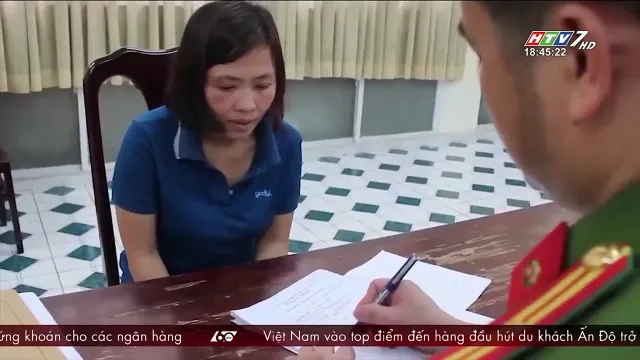 HTV7 HD
18:45:22
yody
ứng khoán cho các ngân hàng 60 Việt Nam vào top điểm đến hàng đầu hút du khách Ấn Độ trở